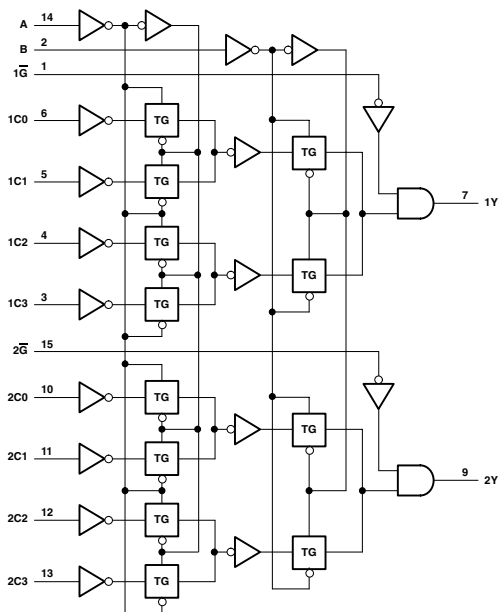 A 14
B 2
1G̅ 1
1C0 6
TG
1C1 5
TG
TG
7 1Y
1C2 4
TG
1C3 3
TG
TG
2G̅ 15
2C0 10
TG
2C1 11
TG
TG
9 2Y
2C2 12
TG
2C3 13
TG
TG